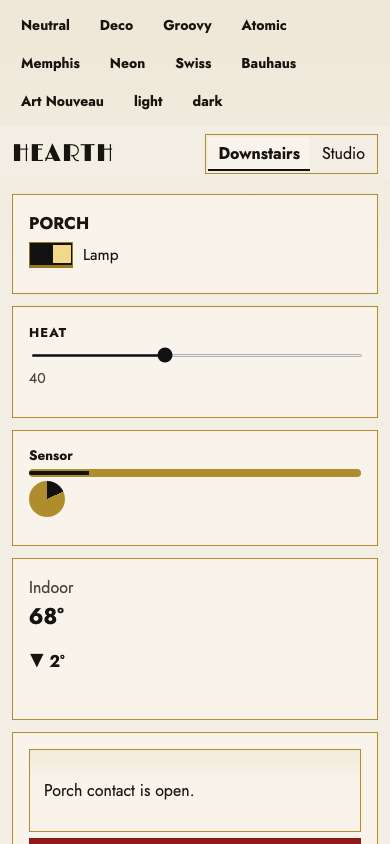 Neutral Deco Groovy Atomic
Memphis Neon Swiss Bauhaus
Art Nouveau light dark
HEARTH Downstairs Studio
PORCH
Lamp
HEAT
40
Sensor
Indoor
68°
▼ 2°
Porch contact is open.